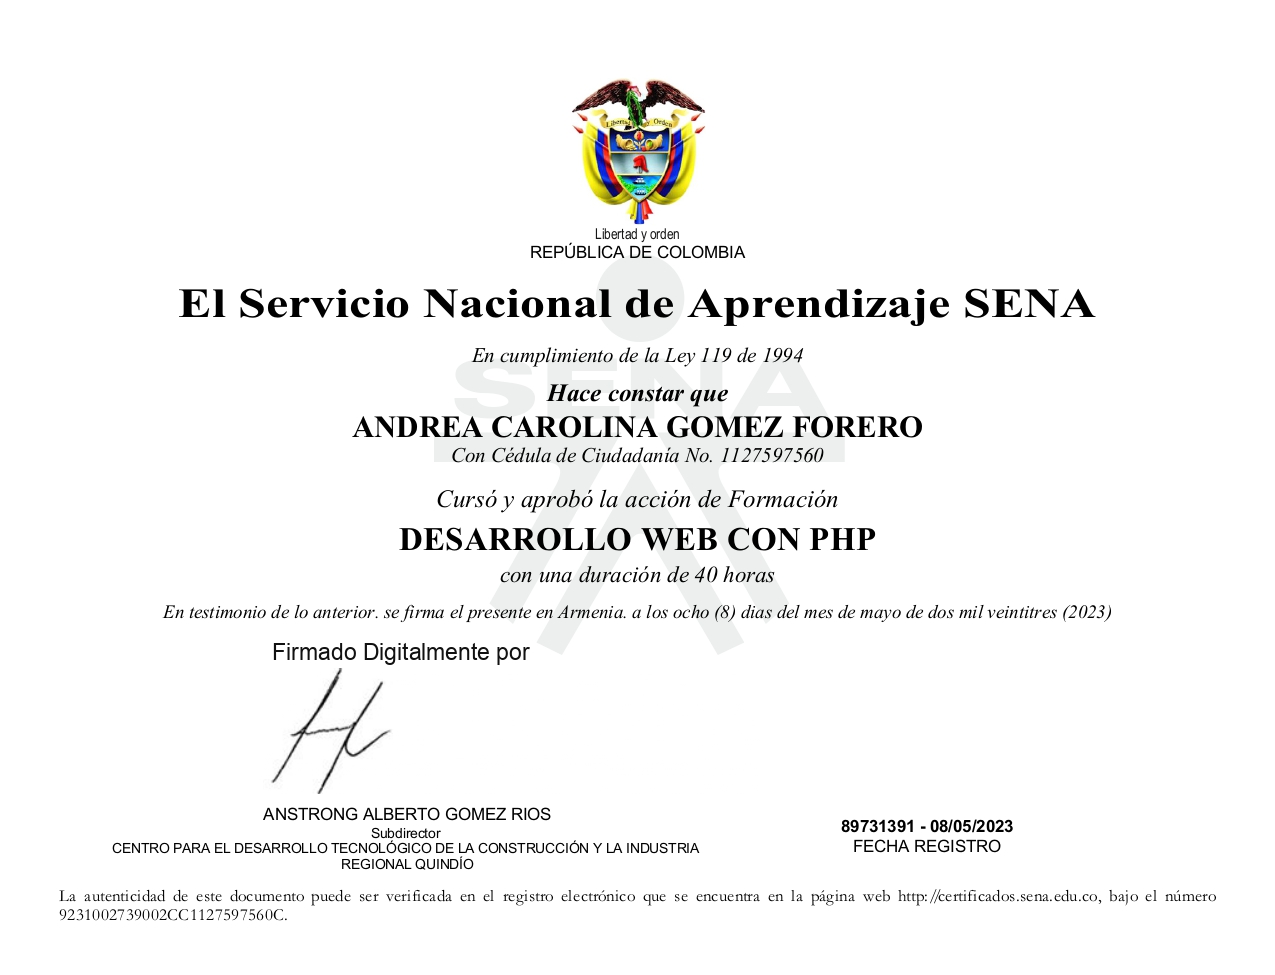 Libertad y Orden
Libertad y orden
REPÚBLICA DE COLOMBIA
El Servicio Nacional de Aprendizaje SENA
En cumplimiento de la Ley 119 de 1994
SENA
Hace constar que
ANDREA CAROLINA GOMEZ FORERO
Con Cédula de Ciudadanía No. 1127597560
Cursó y aprobó la acción de Formación
DESARROLLO WEB CON PHP
con una duración de 40 horas
En testimonio de lo anterior. se firma el presente en Armenia. a los ocho (8) dias del mes de mayo de dos mil veintitres (2023)
Firmado Digitalmente por
ANSTRONG ALBERTO GOMEZ RIOS
Subdirector
CENTRO PARA EL DESARROLLO TECNOLÓGICO DE LA CONSTRUCCIÓN Y LA INDUSTRIA
REGIONAL QUINDÍO
89731391 - 08/05/2023
FECHA REGISTRO
La autenticidad de este documento puede ser verificada en el registro electrónico que se encuentra en la página web http://certificados.sena.edu.co, bajo el número
9231002739002CC1127597560C.